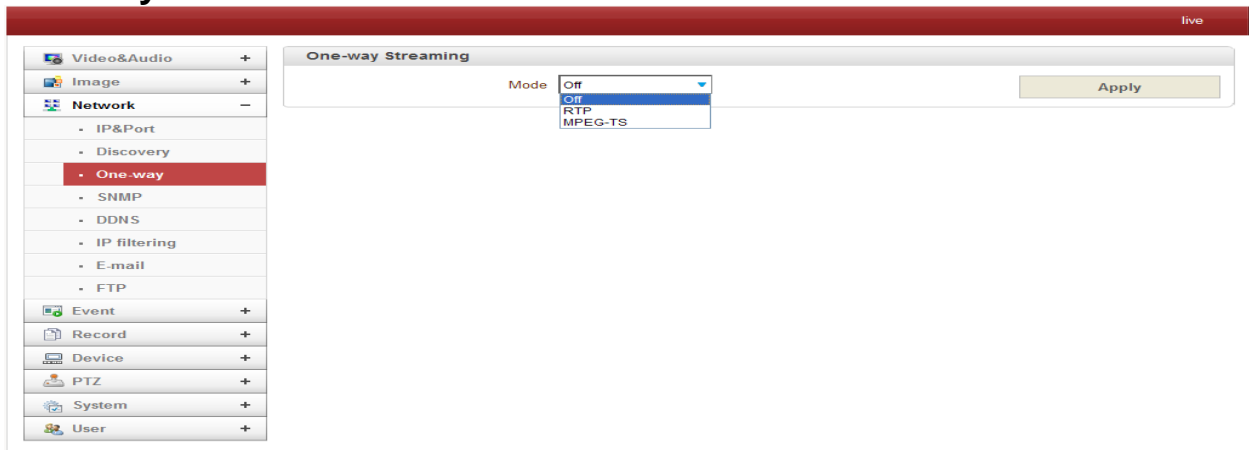 live
Video&Audio +
Image +
Network −
IP&Port
Discovery
One-way
SNMP
DDNS
IP filtering
E-mail
FTP
Event +
Record +
Device +
PTZ +
System +
User +
One-way Streaming
Mode Off
Off
RTP
MPEG-TS
Apply